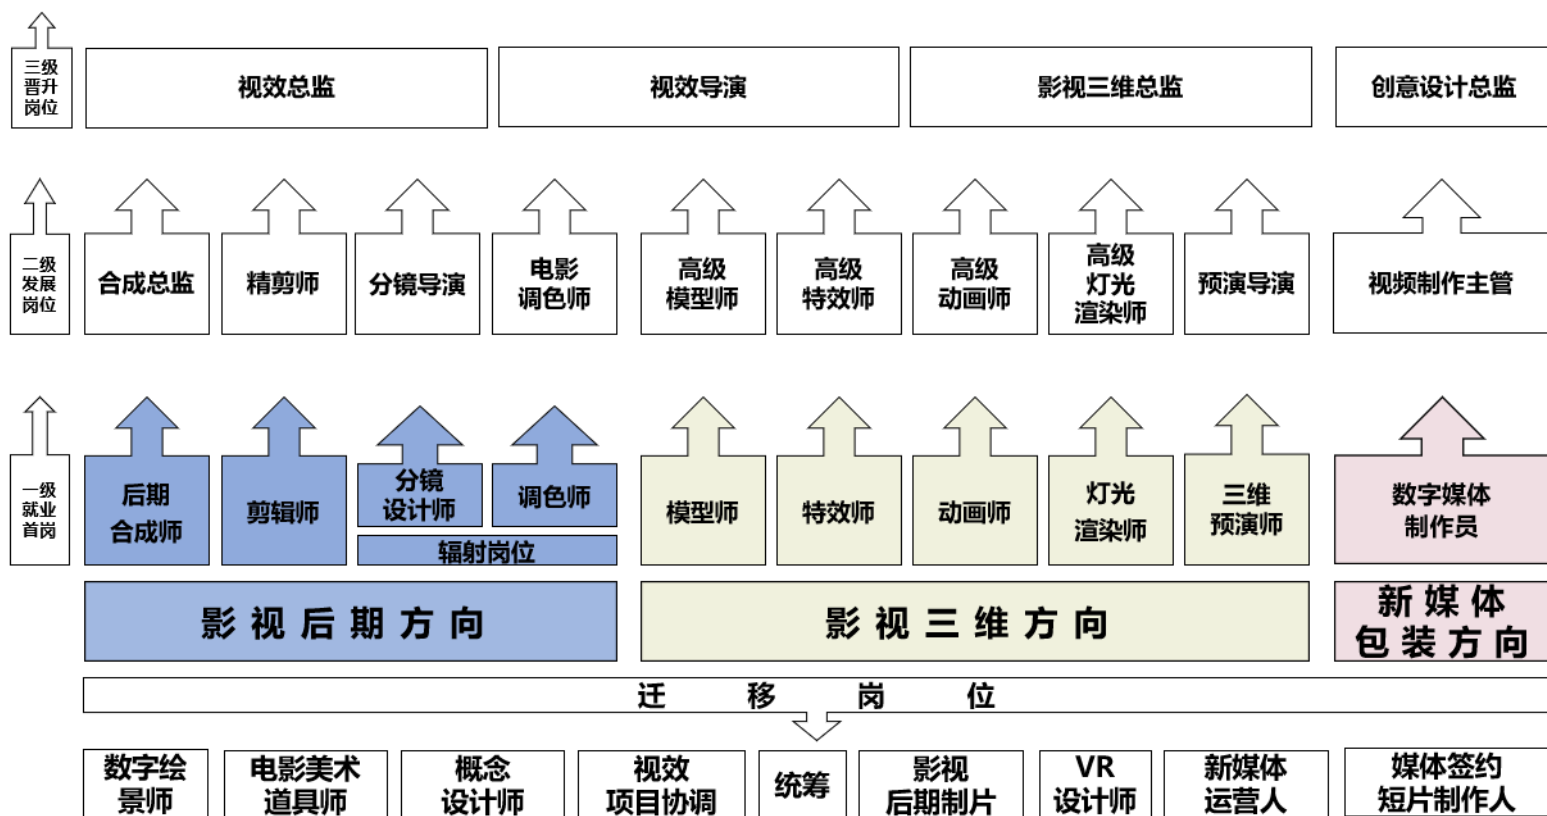 三级
晋升
岗位
视效总监
视效导演
影视三维总监
创意设计总监
二级
发展
岗位
合成总监
精剪师
分镜导演
电影
调色师
高级
模型师
高级
特效师
高级
动画师
高级
灯光
渲染师
预演导演
视频制作主管
一级
就业
首岗
后期
合成师
剪辑师
分镜
设计师
调色师
辐射岗位
模型师
特效师
动画师
灯光
渲染师
三维
预演师
数字媒体
制作员
影视后期方向
影视三维方向
新媒体
包装方向
迁移岗位
数字绘
景师
电影美术
道具师
概念
设计师
视效
项目协调
统筹
影视
后期制片
VR
设计师
新媒体
运营人
媒体签约
短片制作人